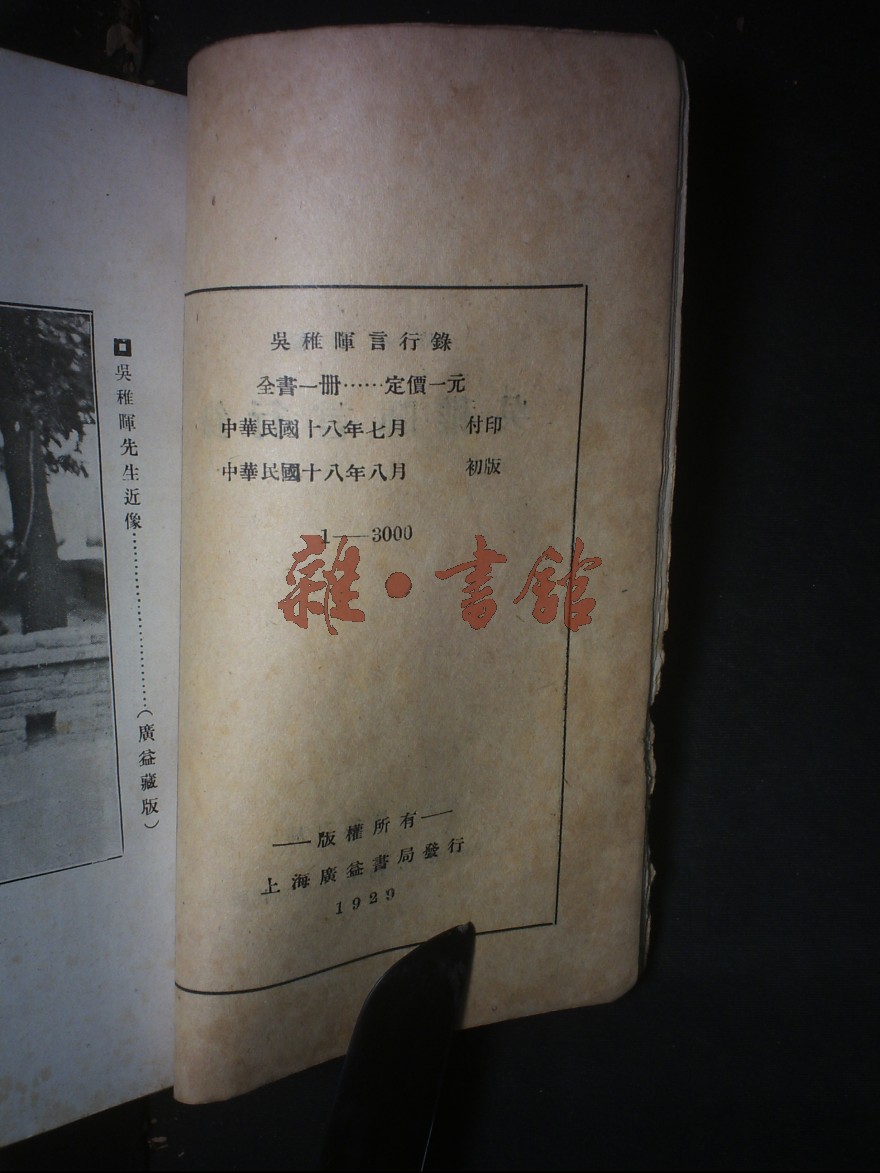 吳稚暉言行錄
全書一冊……定價一元
中華民國十八年七月 付印
中華民國十八年八月 初版
1——3000
雜·書館
——版權所有——
上海廣益書局發行
1929
吳稚暉先生近像……………………(廣益藏版)